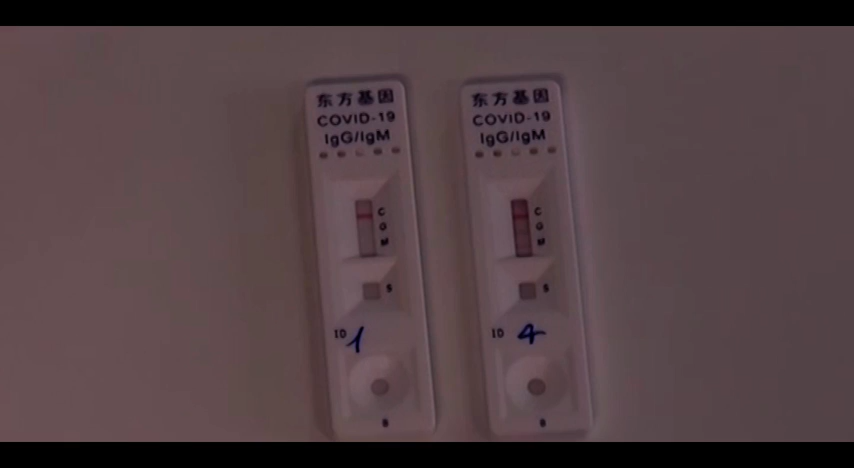 东方基因
COVID-19
IgG/IgM
C
G
M
S
ID 1
B
东方基因
COVID-19
IgG/IgM
C
G
M
S
ID 4
B